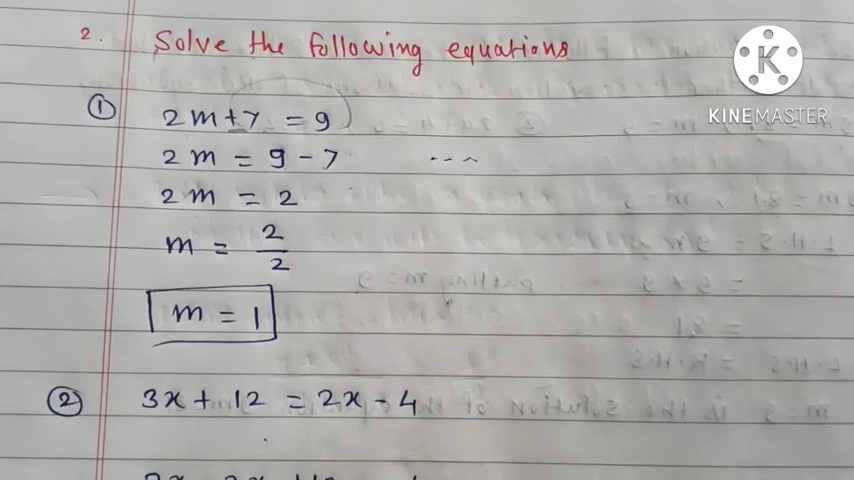 2. Solve the following equations
K
KINEMASTER
① 2m+7 = 9
2m = 9 - 7 ...
2m = 2
m = 2/2
m = 1
② 3x + 12 = 2x - 4